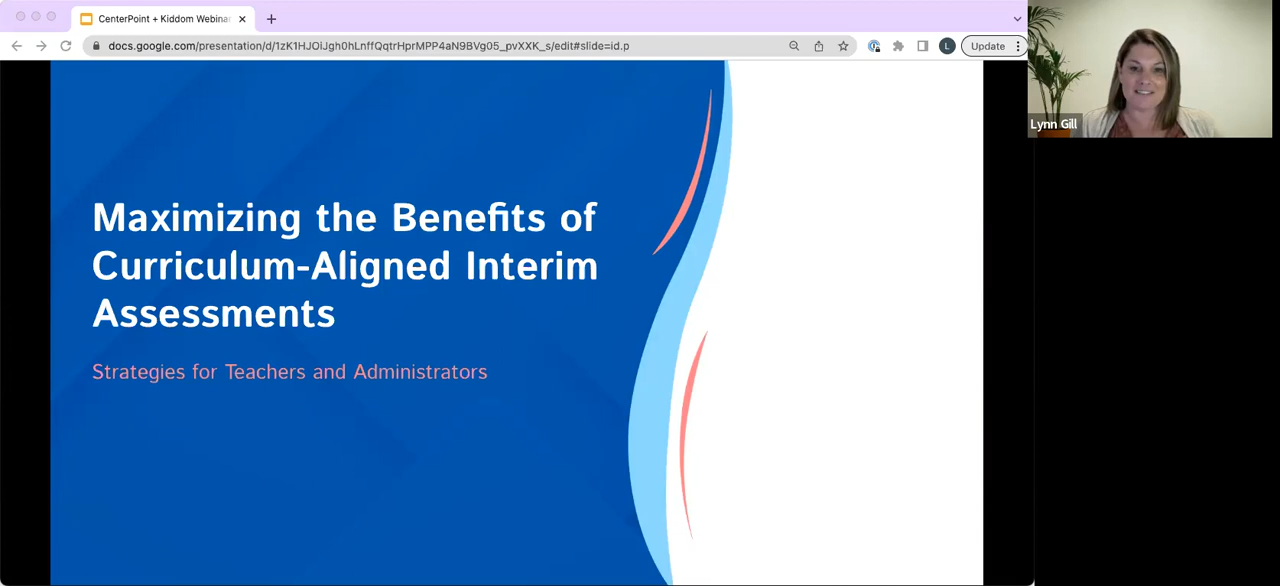 CenterPoint + Kiddom Webinar
docs.google.com/presentation/d/1zK1HJOiJgh0hLnffQqtrHprMPP4aN9BVg05_pvXXK_s/edit#slide=id.p
L
Update
Lynn Gill
Maximizing the Benefits of
Curriculum-Aligned Interim
Assessments
Strategies for Teachers and Administrators